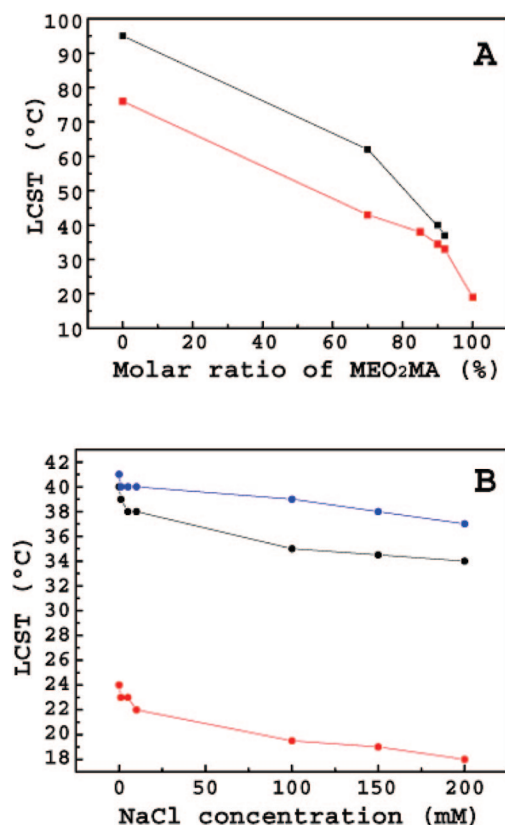 A
100
90
80
70
60
50
40
30
20
10
LCST (°C)
0 20 40 60 80 100
Molar ratio of MEO₂MA (%)
B
42
40
38
36
34
32
30
28
26
24
22
20
18
LCST (°C)
0 50 100 150 200
NaCl concentration (mM)